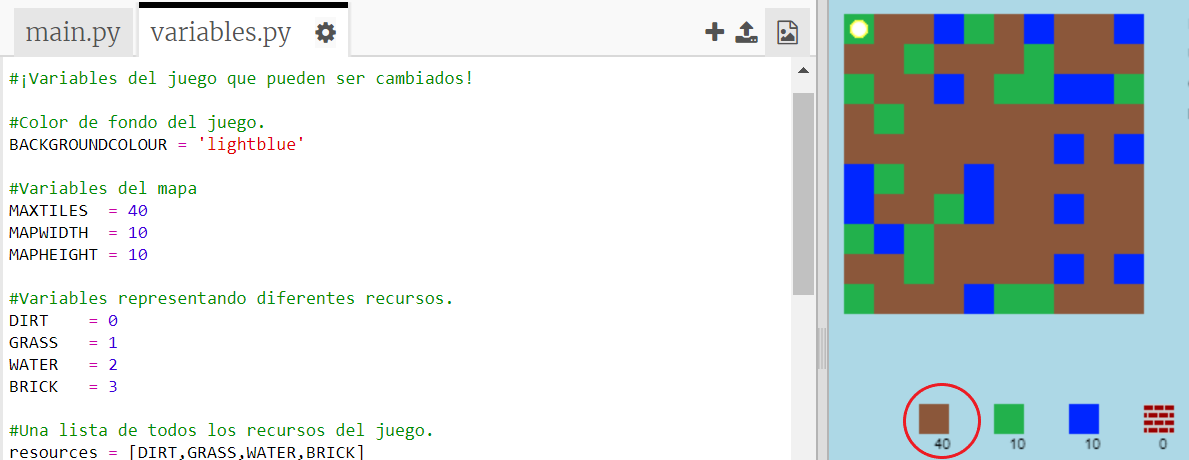 main.py
variables.py
#¡Variables del juego que pueden ser cambiados!
#Color de fondo del juego.
BACKGROUNDCOLOUR = 'lightblue'
#Variables del mapa
MAXTILES  = 40
MAPWIDTH  = 10
MAPHEIGHT = 10
#Variables representando diferentes recursos.
DIRT    = 0
GRASS   = 1
WATER   = 2
BRICK   = 3
#Una lista de todos los recursos del juego.
resources = [DIRT,GRASS,WATER,BRICK]
40
10
10
0